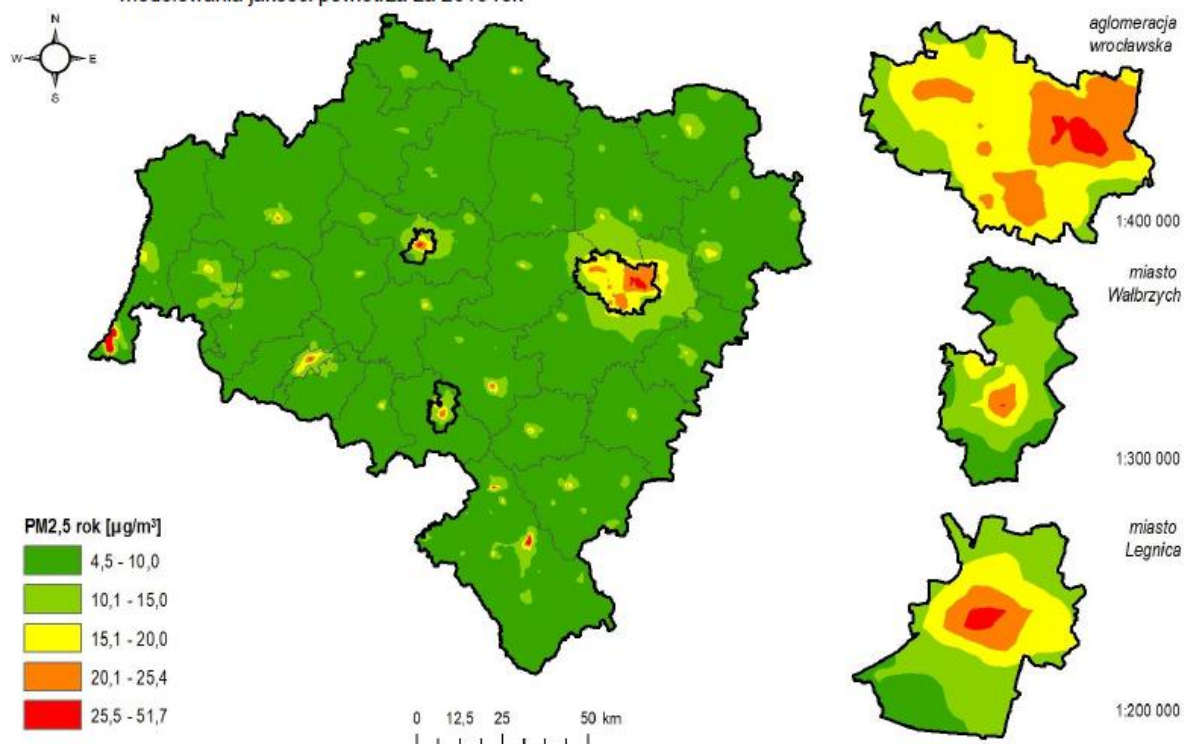 modelowania jakości powietrza za 2018 rok
N
W
E
S
aglomeracja
wrocławska
1:400 000
miasto
Wałbrzych
1:300 000
miasto
Legnica
1:200 000
PM2,5 rok [µg/m³]
4,5 - 10,0
10,1 - 15,0
15,1 - 20,0
20,1 - 25,4
25,5 - 51,7
0 12,5 25 50 km